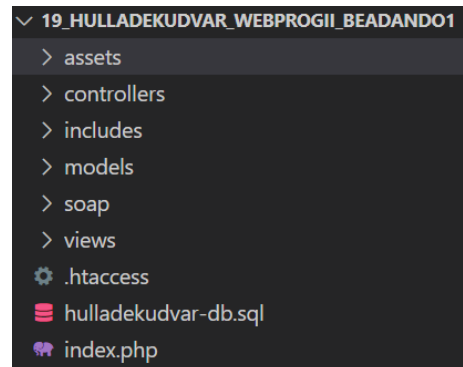 19_HULLADEKUDVAR_WEBPROGII_BEADANDO1
assets
controllers
includes
models
soap
views
.htaccess
hulladekudvar-db.sql
index.php